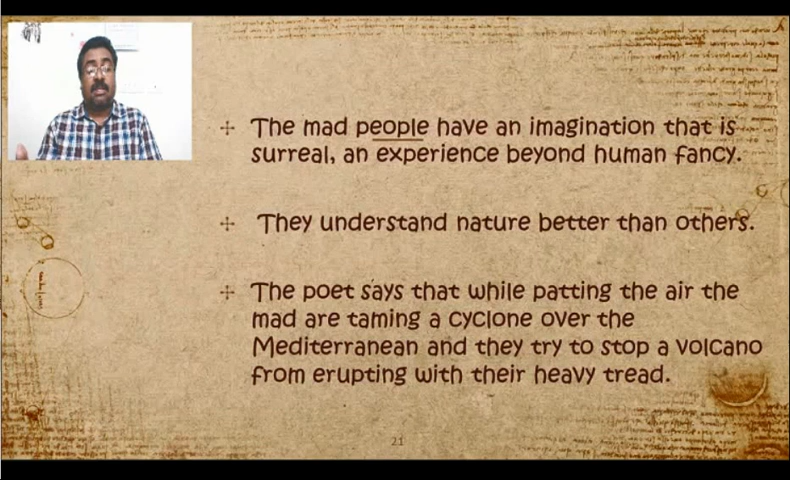 The mad people have an imagination that is
surreal, an experience beyond human fancy.
They understand nature better than others.
The poet says that while patting the air the
mad are taming a cyclone over the
Mediterranean and they try to stop a volcano
from erupting with their heavy tread.
21